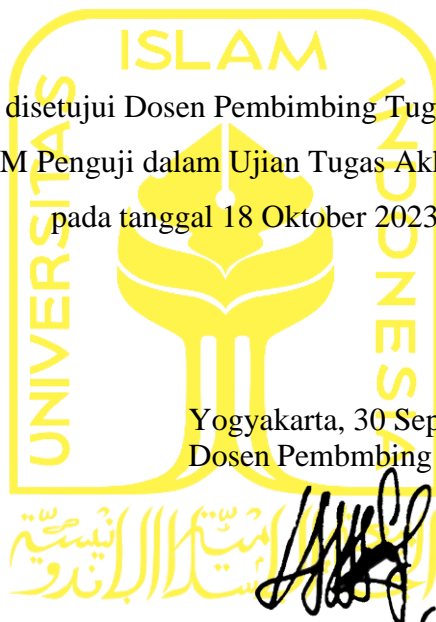 ISLAM
UNIVERSITAS
INDONESIA
disetujui Dosen Pembimbing Tug
M Penguji dalam Ujian Tugas Ak
pada tanggal 18 Oktober 2023
Yogyakarta, 30 Sep
Dosen Pembmbing